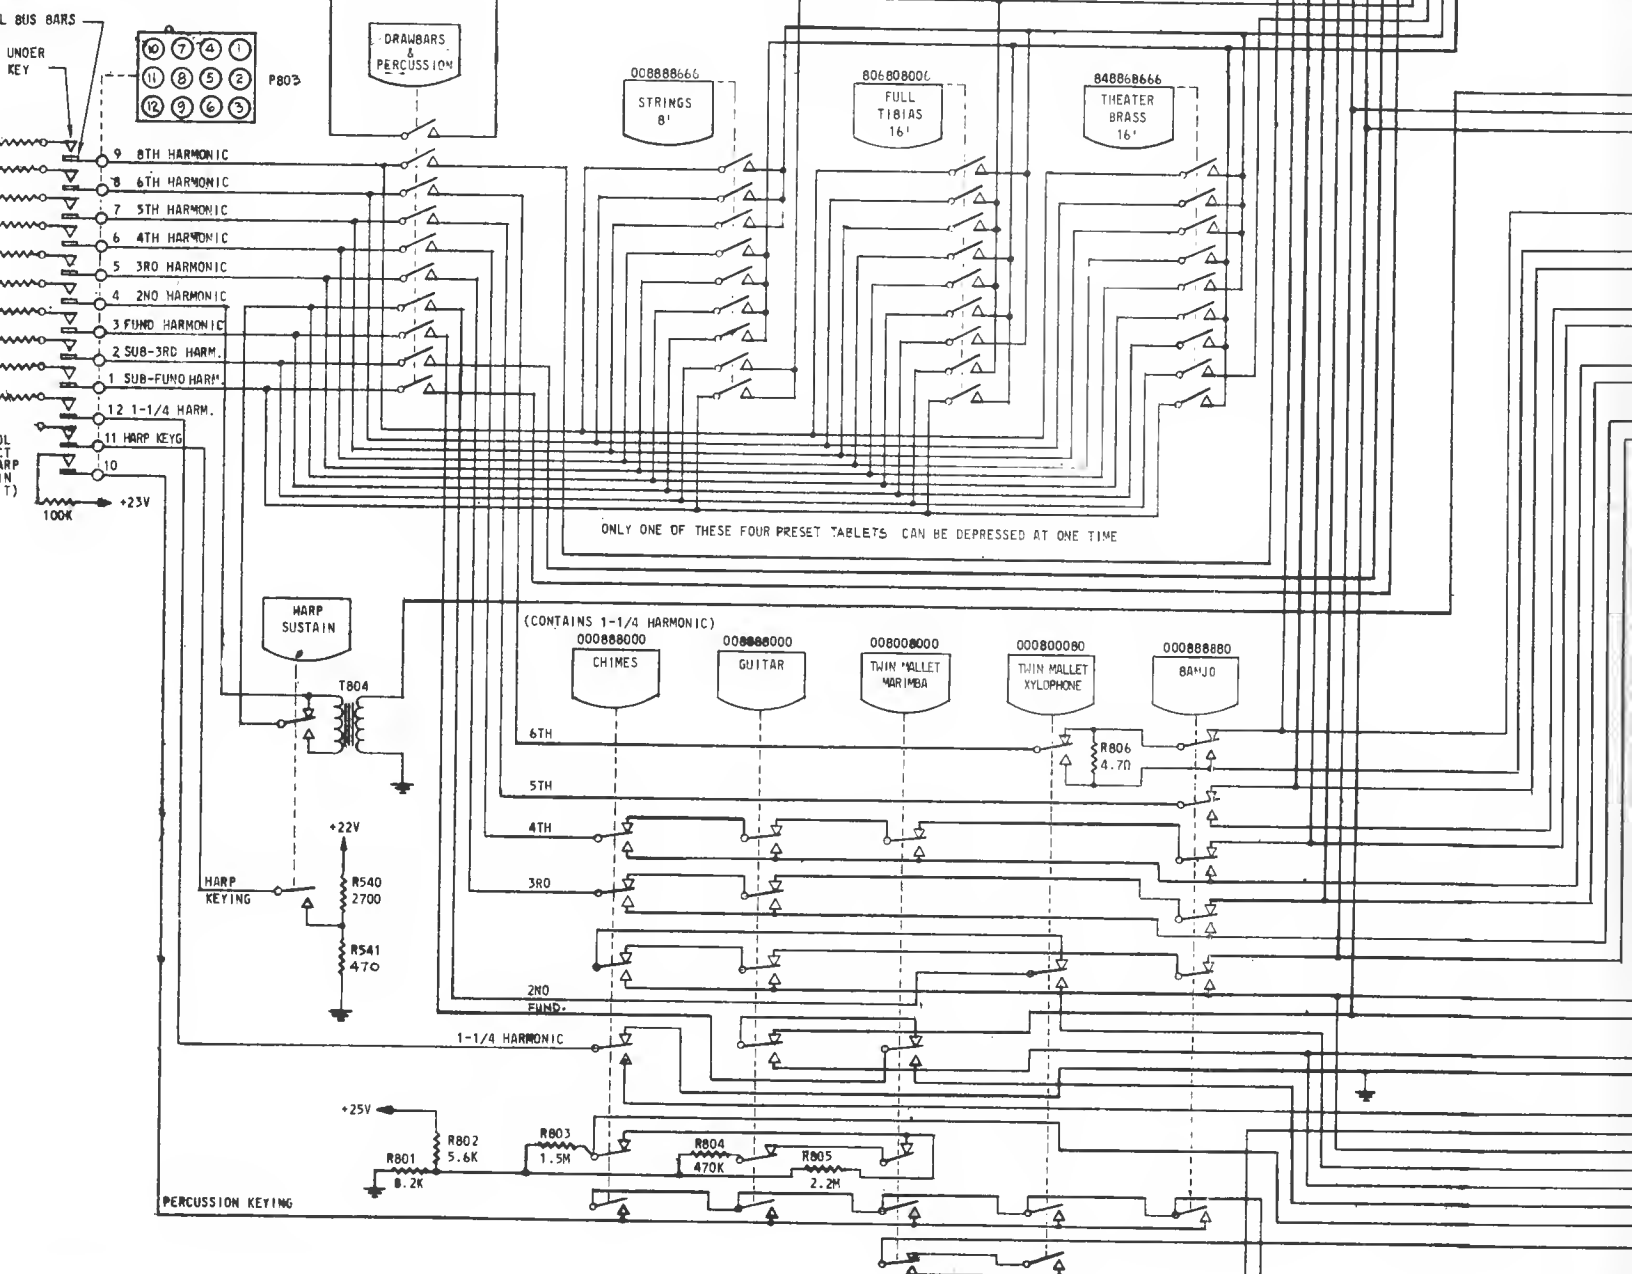 L BUS BARS
UNDER
KEY
10 7 4 1
11 8 5 2
12 9 6 3
P803
DRAWBARS
&
PERCUSSION
008888666
STRINGS
8'
806808006
FULL
TIBIAS
16'
848868666
THEATER
BRASS
16'
9 8TH HARMONIC
8 6TH HARMONIC
7 5TH HARMONIC
6 4TH HARMONIC
5 3RD HARMONIC
4 2ND HARMONIC
3 FUND HARMONIC
2 SUB-3RD HARM.
1 SUB-FUND HARM.
12 1-1/4 HARM.
11 HARP KEYG
10
OL
CT
ARP
IN
T)
100K
+23V
ONLY ONE OF THESE FOUR PRESET TABLETS CAN BE DEPRESSED AT ONE TIME
HARP
SUSTAIN
T804
(CONTAINS 1-1/4 HARMONIC)
000888000
CHIMES
008888000
GUITAR
008008000
TWIN MALLET
MARIMBA
000800080
TWIN MALLET
XYLOPHONE
000888880
BANJO
6TH
R806
4.7Ω
5TH
4TH
3RD
2ND
FUND.
1-1/4 HARMONIC
+22V
HARP
KEYING
R540
2700
R541
470
+25V
R802
5.6K
R801
8.2K
R803
1.5M
R804
470K
R805
2.2M
PERCUSSION KEYING